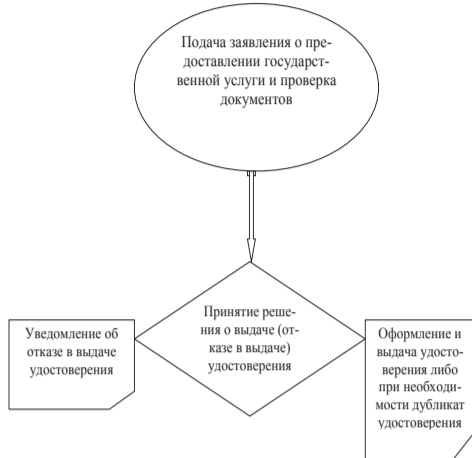 Подача заявления о пре-
доставлении государст-
венной услуги и проверка
документов
Принятие реше-
ния о выдаче (от-
казе в выдаче)
удостоверения
Уведомление об
отказе в выдаче
удостоверения
Оформление и
выдача удосто-
верения либо
при необходи-
мости дубликат
удостоверения